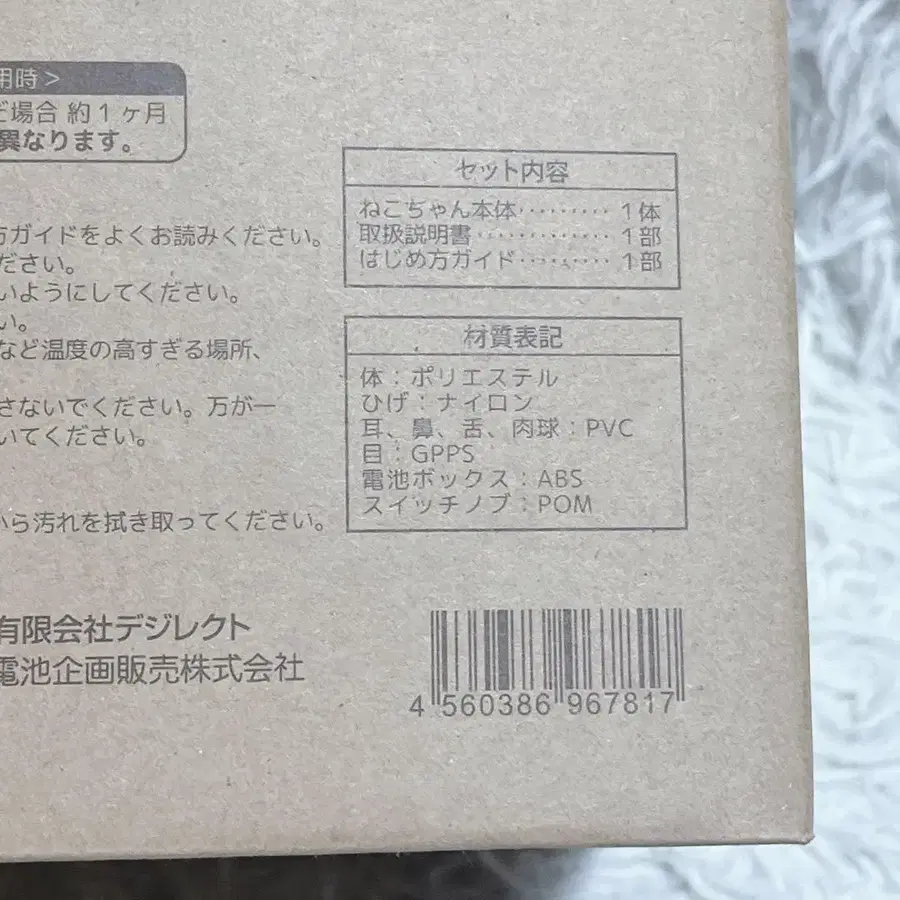 用時>
場合 約1ヶ月
異なります。
セット内容
ねこちゃん本体‥‥‥‥ 1体
取扱説明書‥‥‥‥‥‥ 1部
はじめ方ガイド‥‥‥‥ 1部
方ガイドをよくお読みください。
ださい。
いようにしてください。
い。
など温度の高すぎる場所、
さないでください。万が一
いてください。
から汚れを拭き取ってください。
材質表記
体：ポリエステル
ひげ：ナイロン
耳、鼻、舌、肉球：PVC
目：GPPS
電池ボックス：ABS
スイッチノブ：POM
有限会社デジレクト
電池企画販売株式会社
4 560386 967817